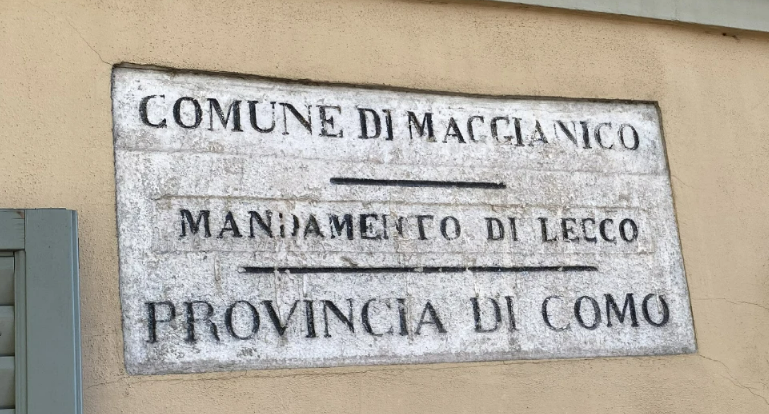 COMUNE DI MAGGIANICO
MANDAMENTO DI LECCO
PROVINCIA DI COMO